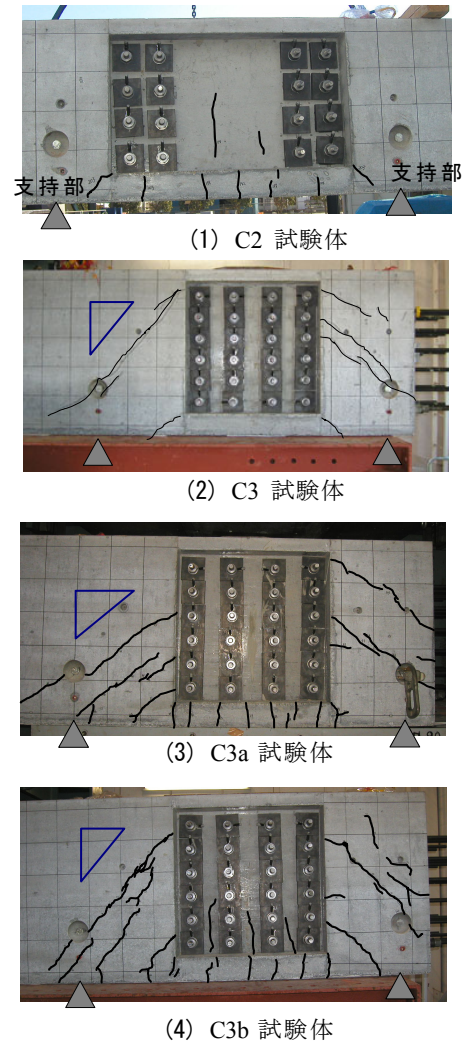 支持部
支持部
(1) C2 試験体
(2) C3 試験体
(3) C3a 試験体
(4) C3b 試験体